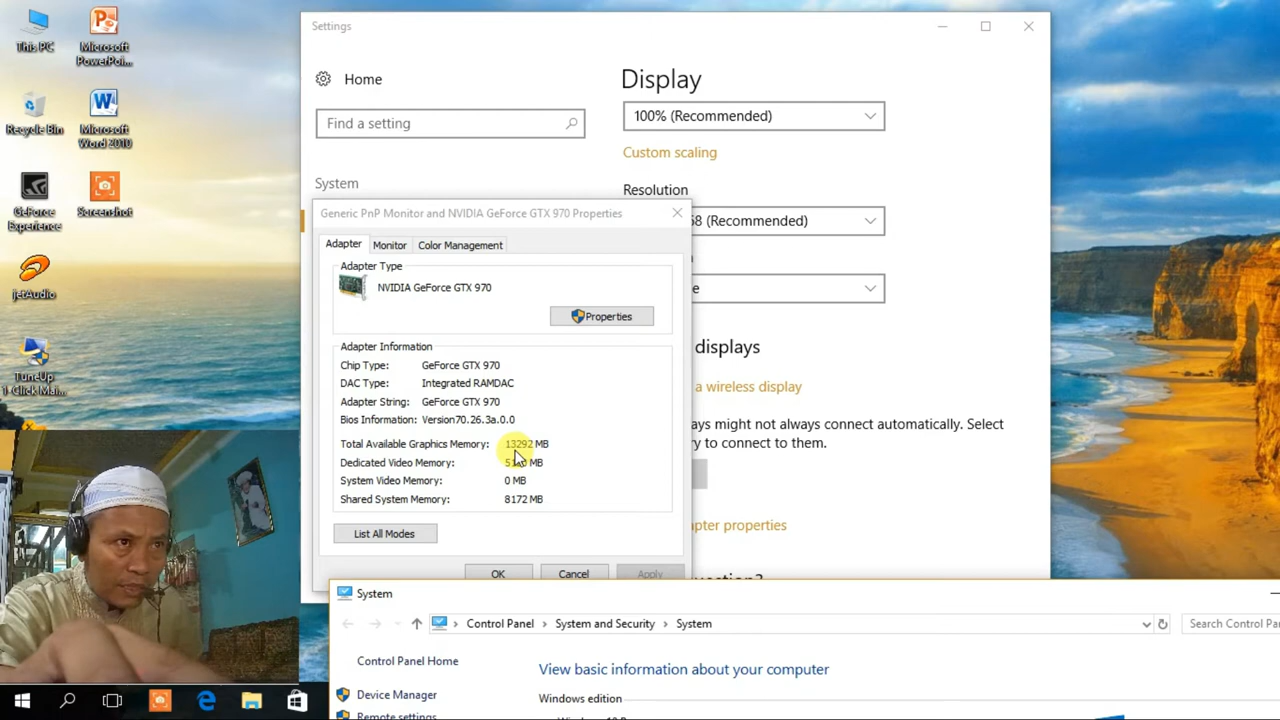 This PC
Microsoft
PowerPoi...
Recycle Bin
Microsoft
Word 2010
GeForce
Experience
Screenshot
jetAudio
TuneUp
1-Click Mai...
Settings
Home
Find a setting
System
Display
100% (Recommended)
Custom scaling
Resolution
68 (Recommended)
e
displays
a wireless display
ays might not always connect automatically. Select
ry to connect to them.
apter properties
Generic PnP Monitor and NVIDIA GeForce GTX 970 Properties
Adapter
Monitor
Color Management
Adapter Type
NVIDIA GeForce GTX 970
Properties
Adapter Information
Chip Type: GeForce GTX 970
DAC Type: Integrated RAMDAC
Adapter String: GeForce GTX 970
Bios Information: Version70.26.3a.0.0
Total Available Graphics Memory: 13292 MB
Dedicated Video Memory: MB
System Video Memory: 0 MB
Shared System Memory: 8172 MB
List All Modes
OK
Cancel
Apply
System
Control Panel > System and Security > System
Search Control Pa
Control Panel Home
Device Manager
Remote settings
View basic information about your computer
Windows edition